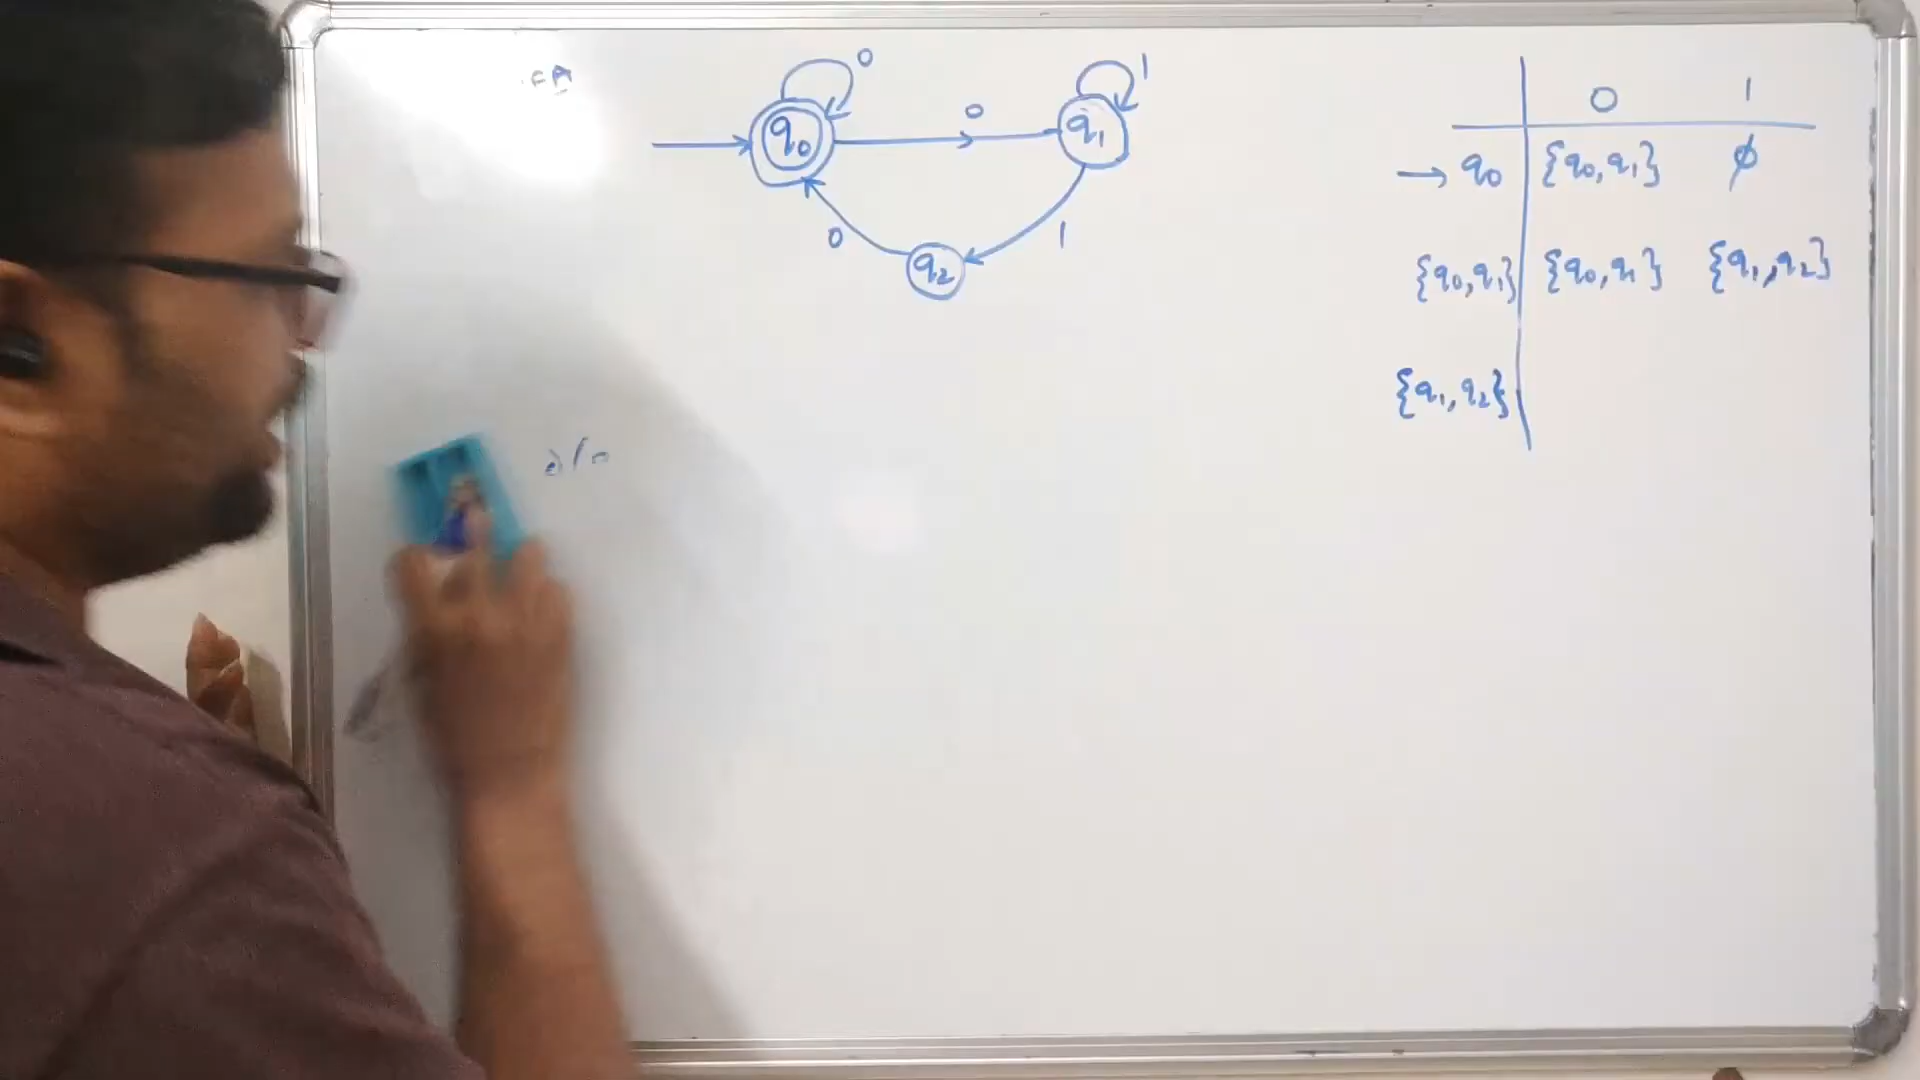 FA
0
1
0
q₀
q₁
0
1
q₂
0 1
→ q₀ {q₀,q₁} ϕ
{q₀,q₁} {q₀,q₁} {q₁,q₂}
{q₁,q₂}